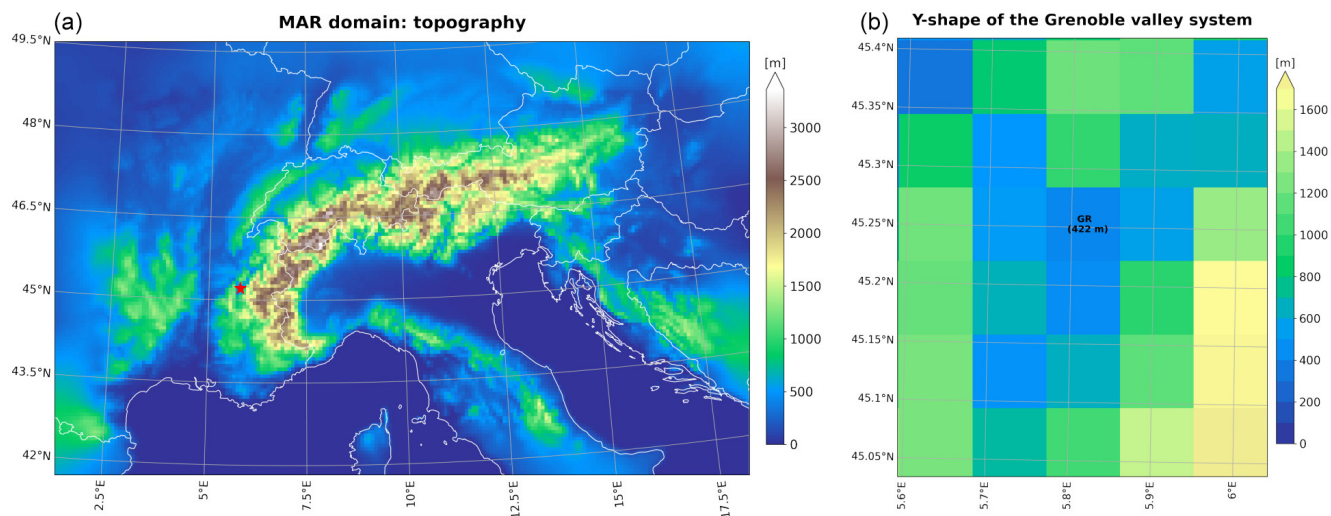 (a)
MAR domain: topography
49.5°N
48°N
46.5°N
45°N
43.5°N
42°N
2.5°E
5°E
7.5°E
10°E
12.5°E
15°E
17.5°E
[m]
3000
2500
2000
1500
1000
500
0
(b)
Y-shape of the Grenoble valley system
45.4°N
45.35°N
45.3°N
45.25°N
45.2°N
45.15°N
45.1°N
45.05°N
GR
(422 m)
5.6°E
5.7°E
5.8°E
5.9°E
6°E
[m]
1600
1400
1200
1000
800
600
400
200
0